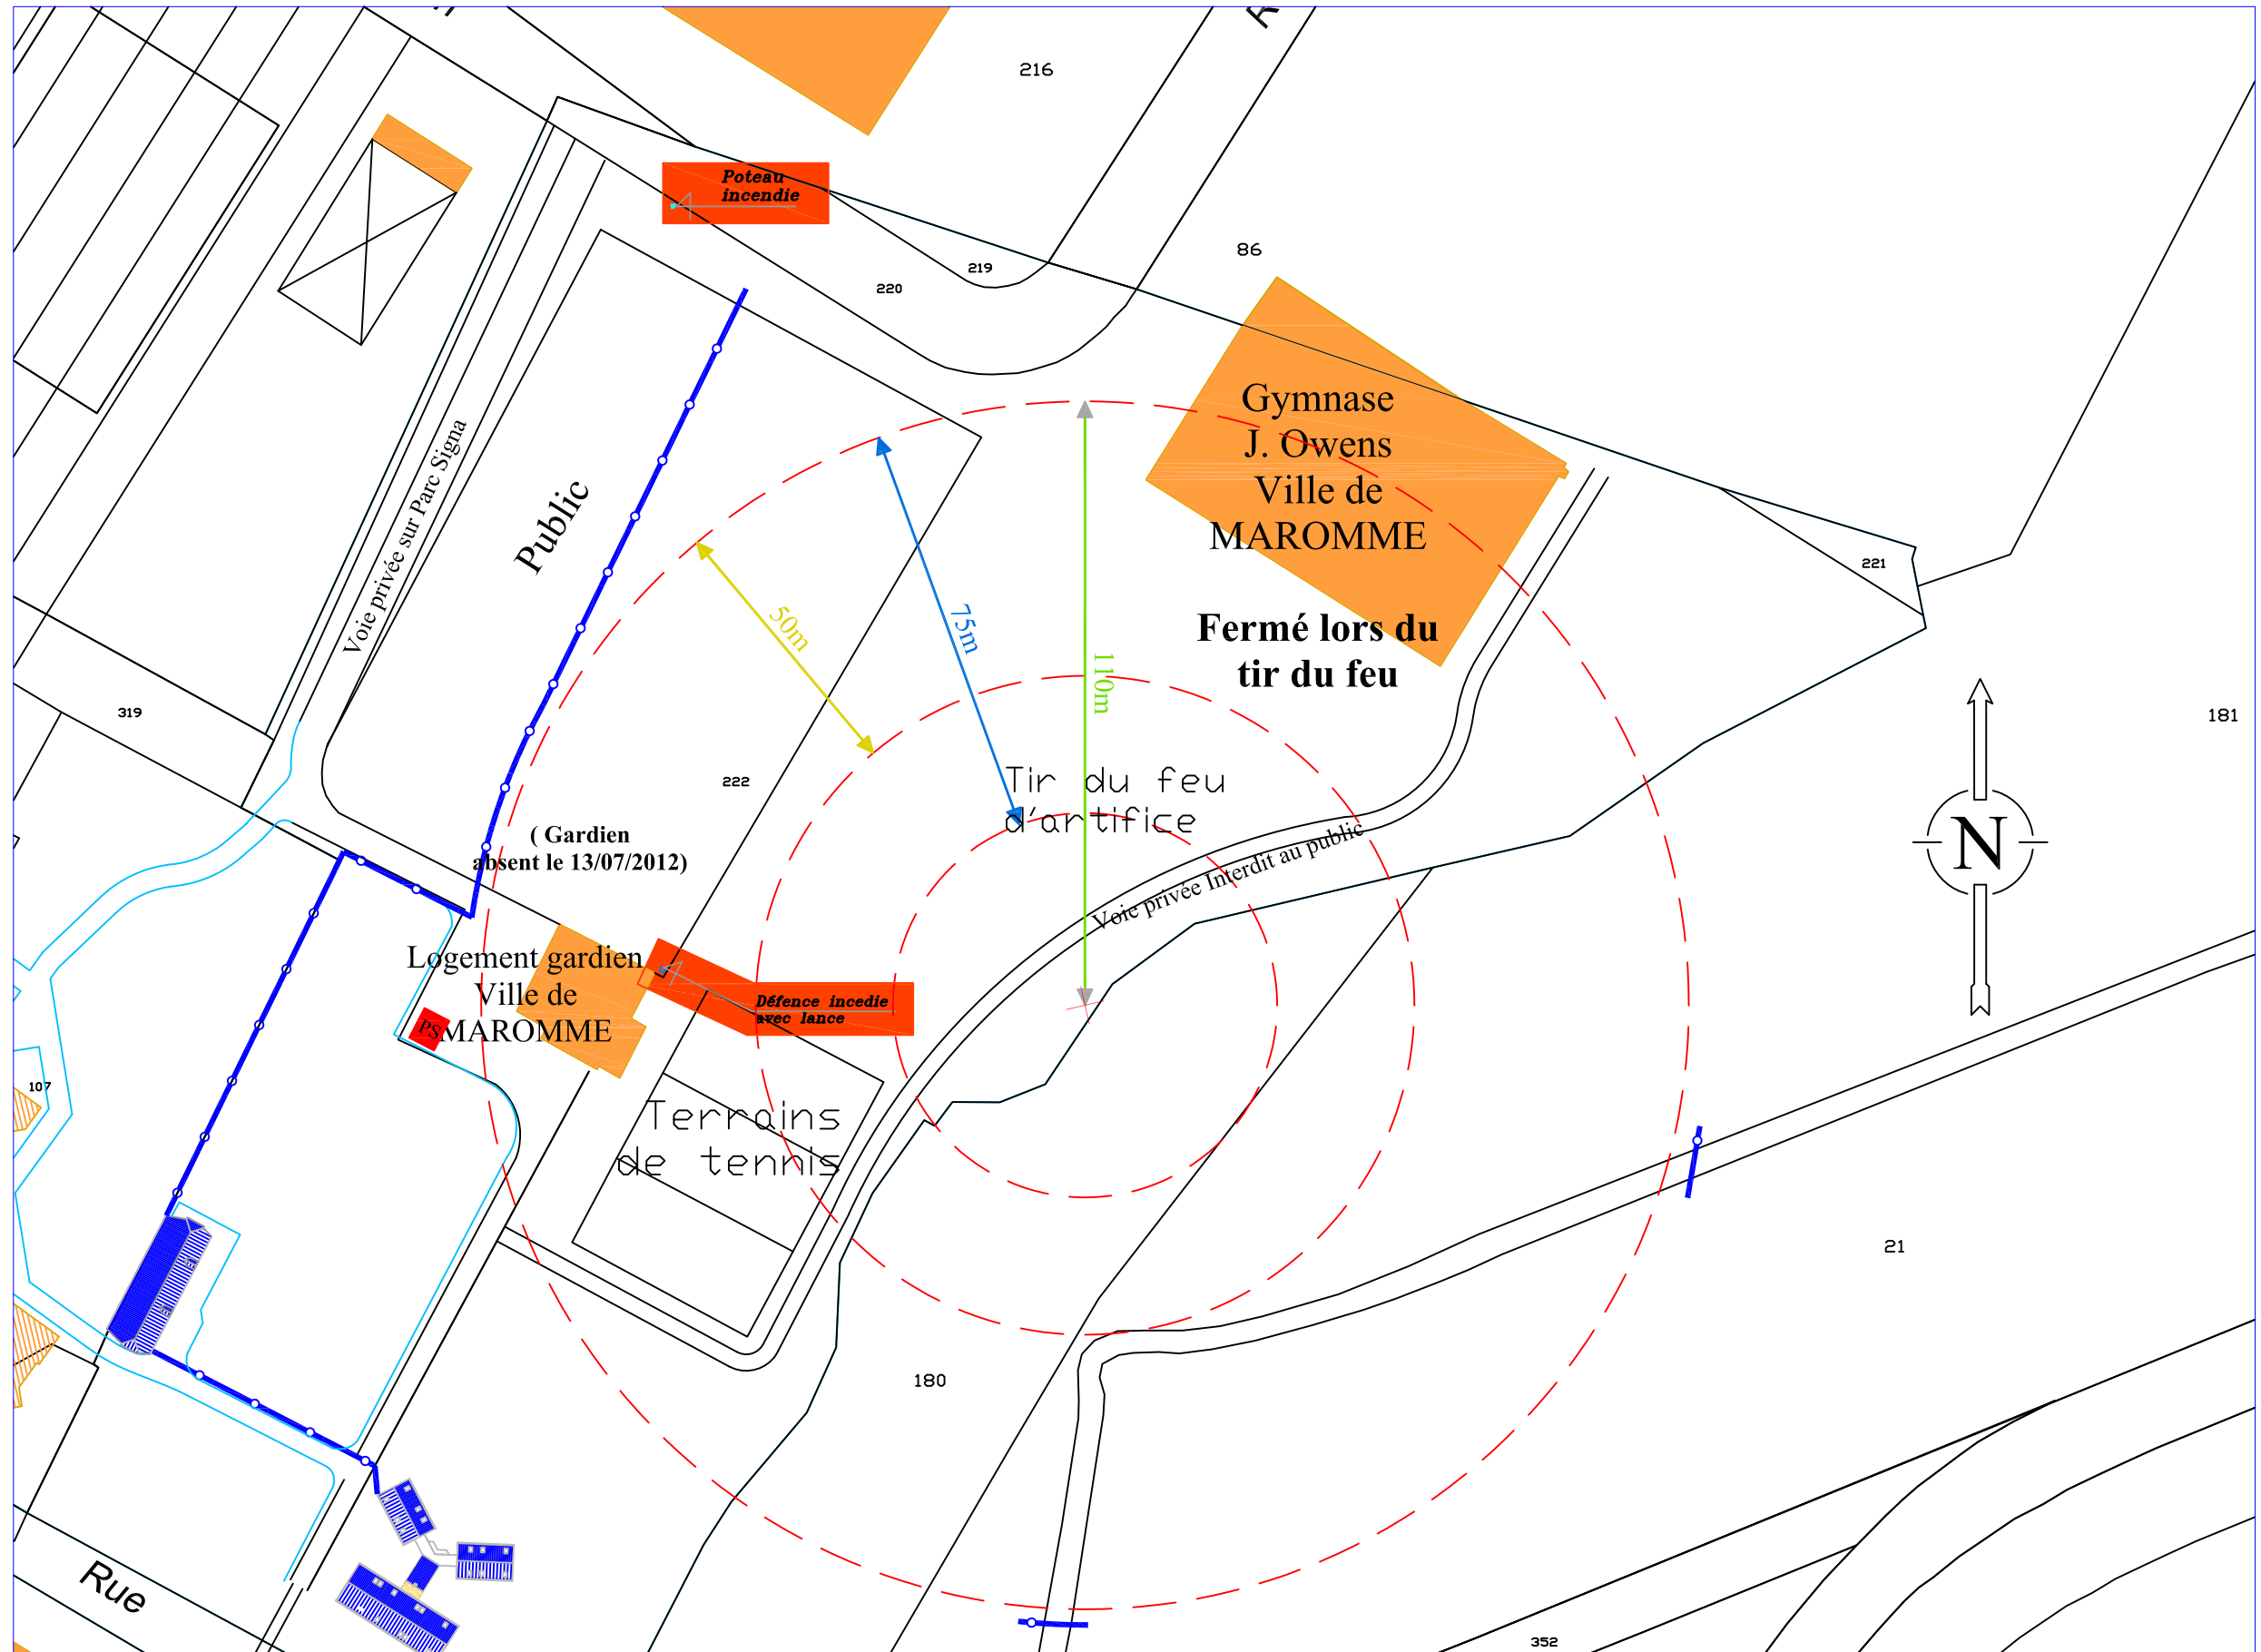 216
Poteau
incendie
86
219
220
Gymnase
J. Owens
Ville de
MAROMME
Voie privée sur Parc Signa
Public
221
50m
75m
110m
Fermé lors du
tir du feu
319
181
222
Tir du feu
d'artifice
( Gardien
absent le 13/07/2012)
Voie privée Interdit au public
N
Logement gardien
Ville de
MAROMME
PS
Défence incedie
avec lance
107
Terrains
de tennis
21
180
Rue
352